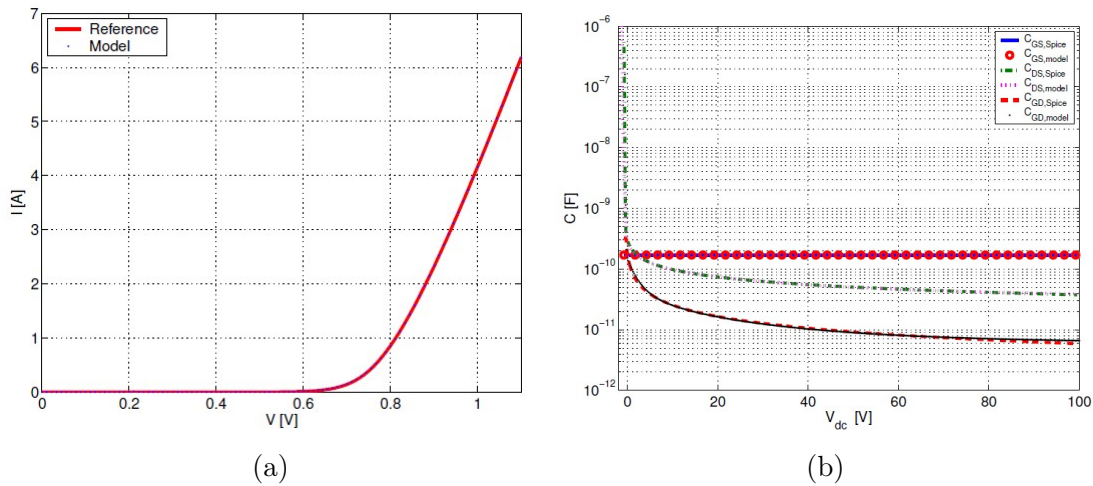 7
6
5
4
3
2
1
0
I [A]
Reference
Model
0
0.2
0.4
0.6
0.8
1
V [V]
(a)
10^-6
10^-7
10^-8
10^-9
10^-10
10^-11
10^-12
C [F]
C_GS,Spice
C_GS,model
C_DS,Spice
C_DS,model
C_GD,Spice
C_GD,model
0
20
40
60
80
100
V_dc [V]
(b)